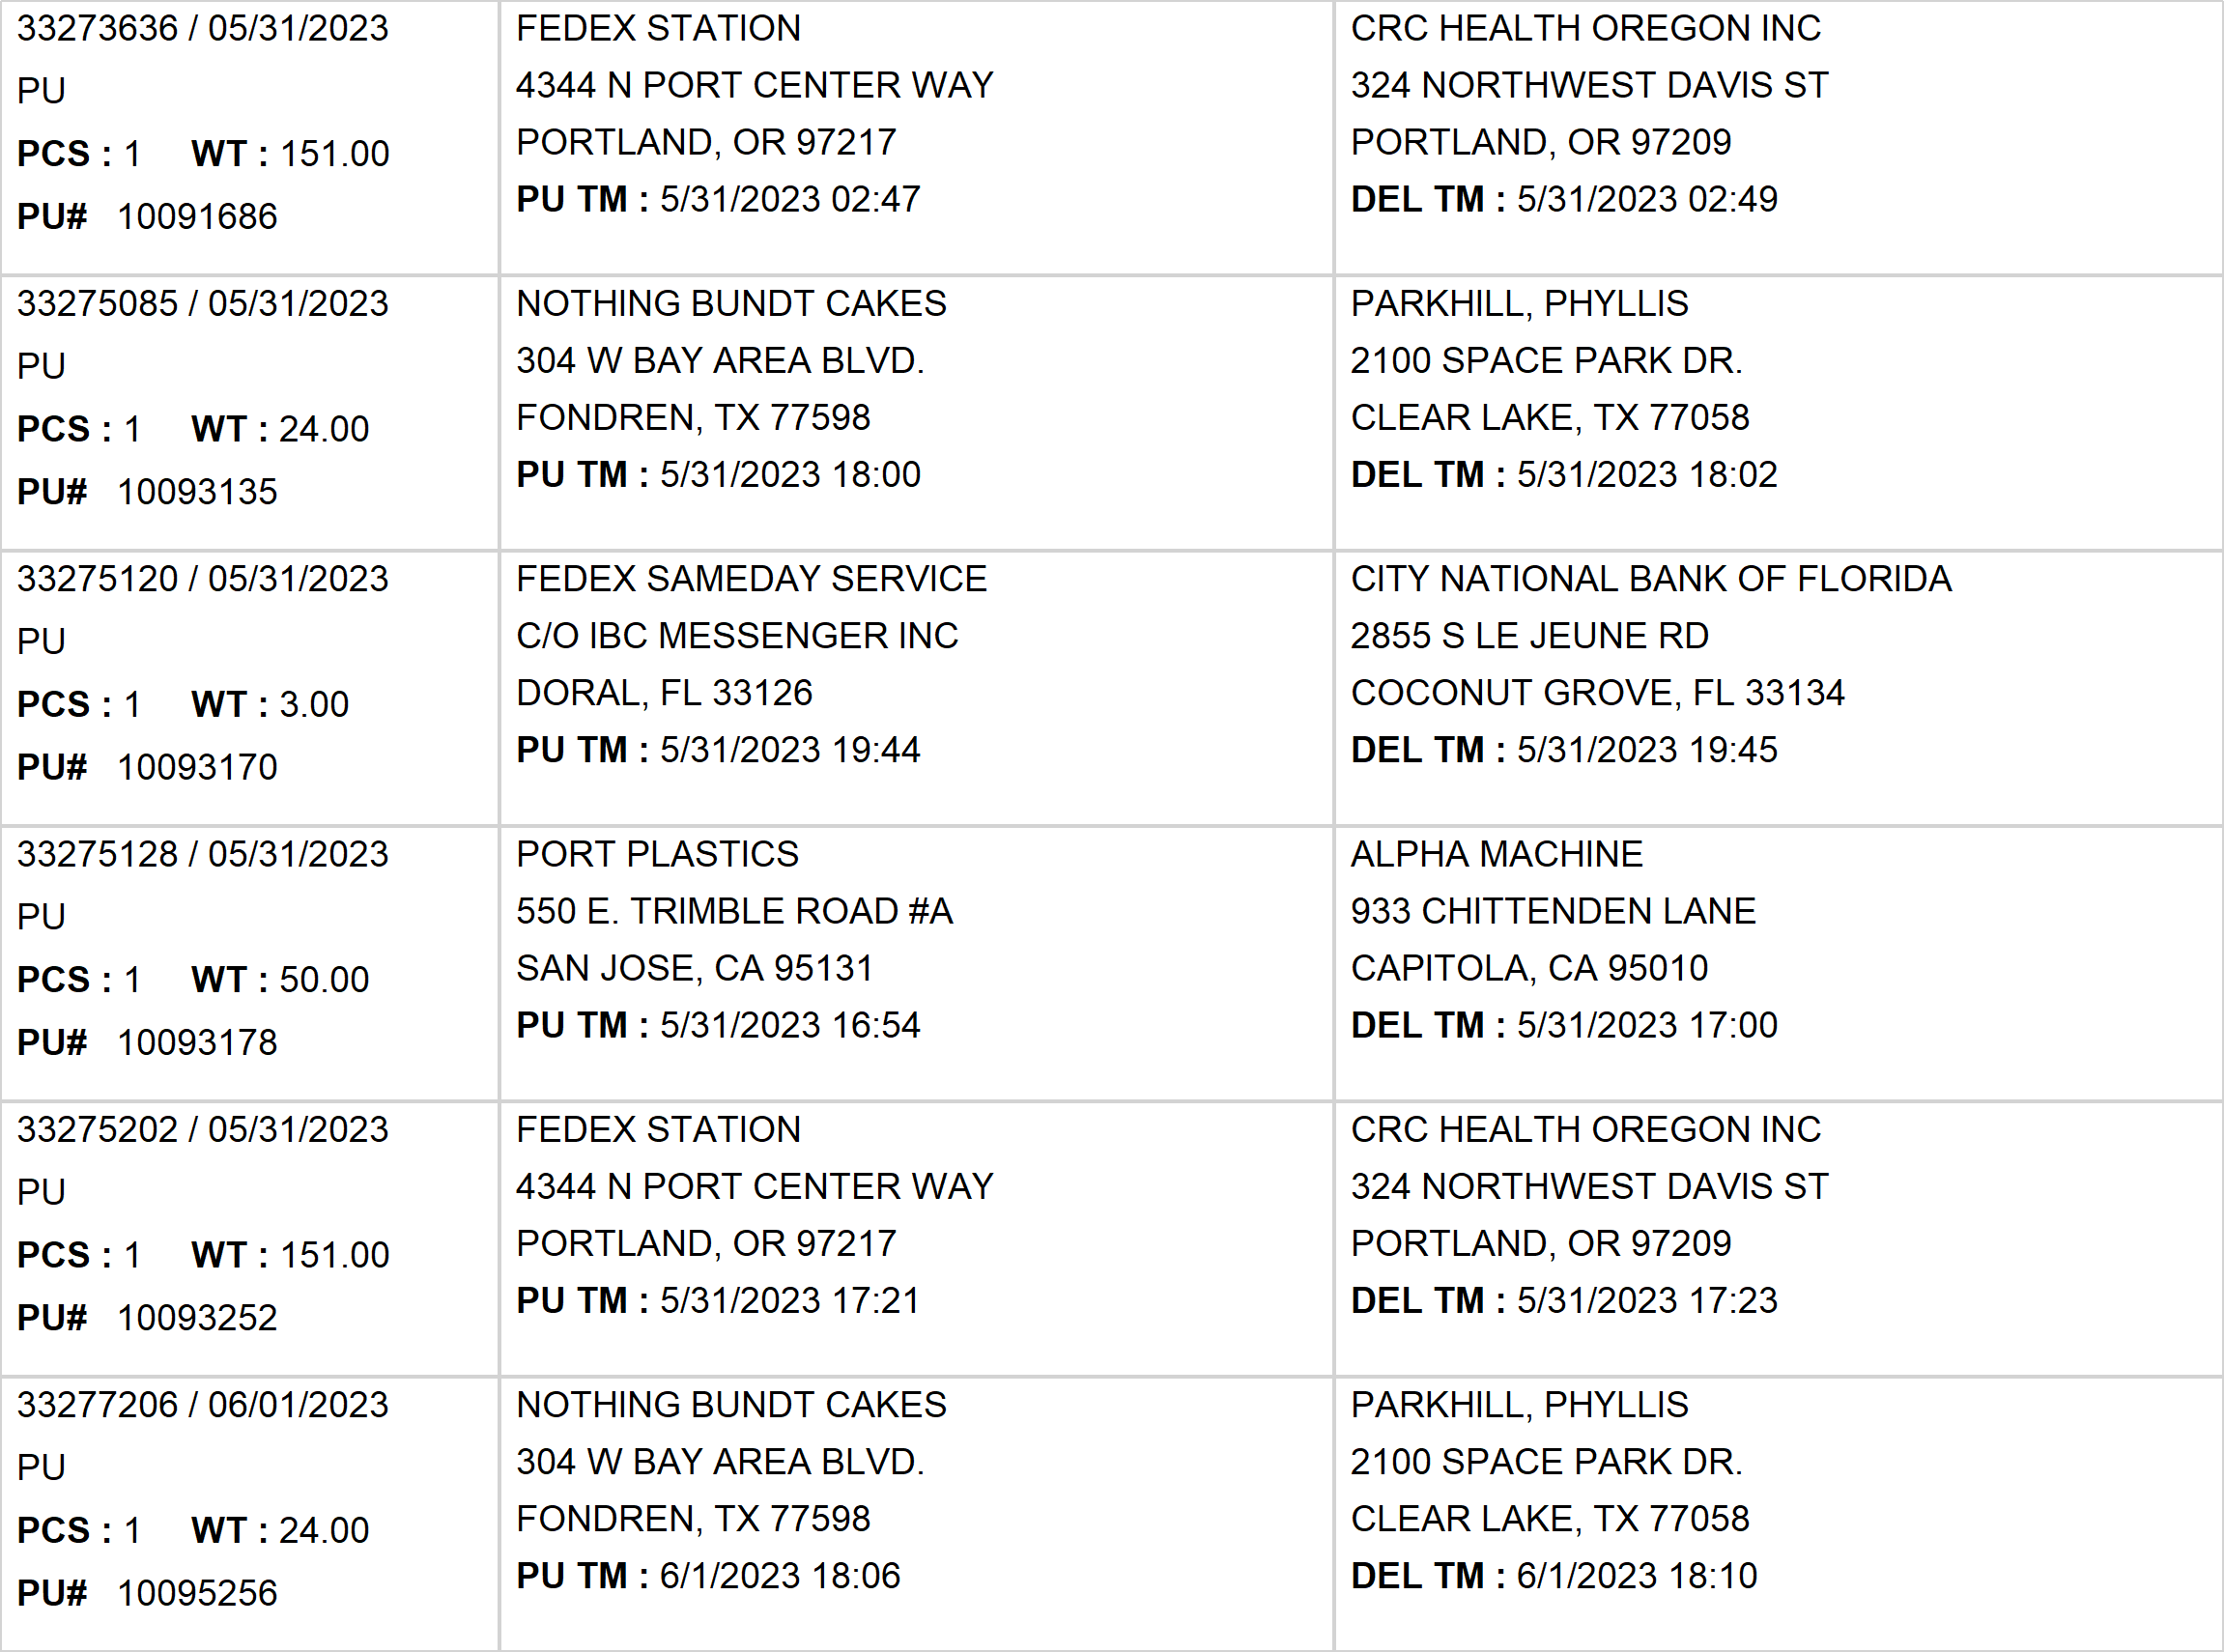 33273636 / 05/31/2023
PU
PCS : 1 WT : 151.00
PU# 10091686
FEDEX STATION
4344 N PORT CENTER WAY
PORTLAND, OR 97217
PU TM : 5/31/2023 02:47
CRC HEALTH OREGON INC
324 NORTHWEST DAVIS ST
PORTLAND, OR 97209
DEL TM : 5/31/2023 02:49
33275085 / 05/31/2023
PU
PCS : 1 WT : 24.00
PU# 10093135
NOTHING BUNDT CAKES
304 W BAY AREA BLVD.
FONDREN, TX 77598
PU TM : 5/31/2023 18:00
PARKHILL, PHYLLIS
2100 SPACE PARK DR.
CLEAR LAKE, TX 77058
DEL TM : 5/31/2023 18:02
33275120 / 05/31/2023
PU
PCS : 1 WT : 3.00
PU# 10093170
FEDEX SAMEDAY SERVICE
C/O IBC MESSENGER INC
DORAL, FL 33126
PU TM : 5/31/2023 19:44
CITY NATIONAL BANK OF FLORIDA
2855 S LE JEUNE RD
COCONUT GROVE, FL 33134
DEL TM : 5/31/2023 19:45
33275128 / 05/31/2023
PU
PCS : 1 WT : 50.00
PU# 10093178
PORT PLASTICS
550 E. TRIMBLE ROAD #A
SAN JOSE, CA 95131
PU TM : 5/31/2023 16:54
ALPHA MACHINE
933 CHITTENDEN LANE
CAPITOLA, CA 95010
DEL TM : 5/31/2023 17:00
33275202 / 05/31/2023
PU
PCS : 1 WT : 151.00
PU# 10093252
FEDEX STATION
4344 N PORT CENTER WAY
PORTLAND, OR 97217
PU TM : 5/31/2023 17:21
CRC HEALTH OREGON INC
324 NORTHWEST DAVIS ST
PORTLAND, OR 97209
DEL TM : 5/31/2023 17:23
33277206 / 06/01/2023
PU
PCS : 1 WT : 24.00
PU# 10095256
NOTHING BUNDT CAKES
304 W BAY AREA BLVD.
FONDREN, TX 77598
PU TM : 6/1/2023 18:06
PARKHILL, PHYLLIS
2100 SPACE PARK DR.
CLEAR LAKE, TX 77058
DEL TM : 6/1/2023 18:10